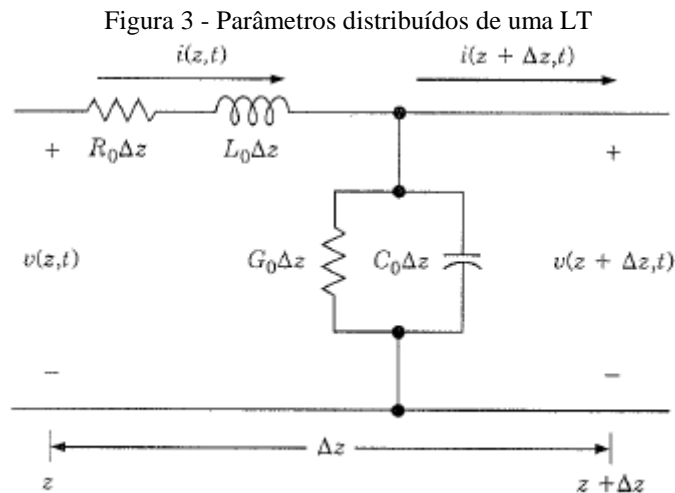 Figura 3 - Parâmetros distribuídos de uma LT
i(z,t)
i(z + Δz,t)
+ R₀Δz L₀Δz +
v(z,t) G₀Δz C₀Δz v(z + Δz,t)
− −
Δz
z z + Δz